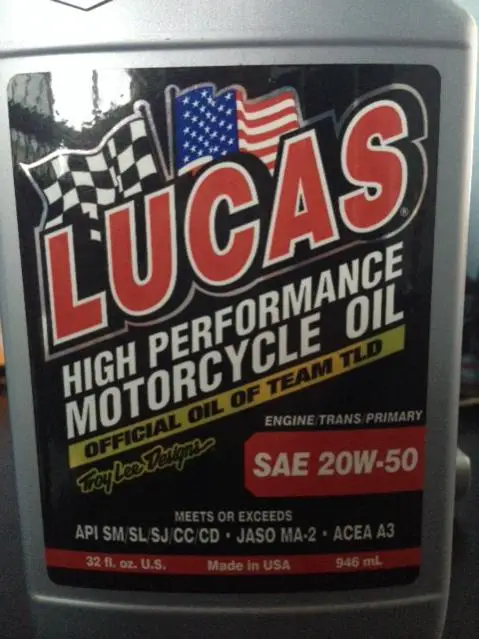 LUCAS®
HIGH PERFORMANCE
MOTORCYCLE OIL
OFFICIAL OIL OF TEAM TLD
Troy Lee Designs
ENGINE/TRANS/PRIMARY
SAE 20W-50
MEETS OR EXCEEDS
API SM/SL/SJ/CC/CD • JASO MA-2 • ACEA A3
32 fl. oz. U.S. Made in USA 946 mL